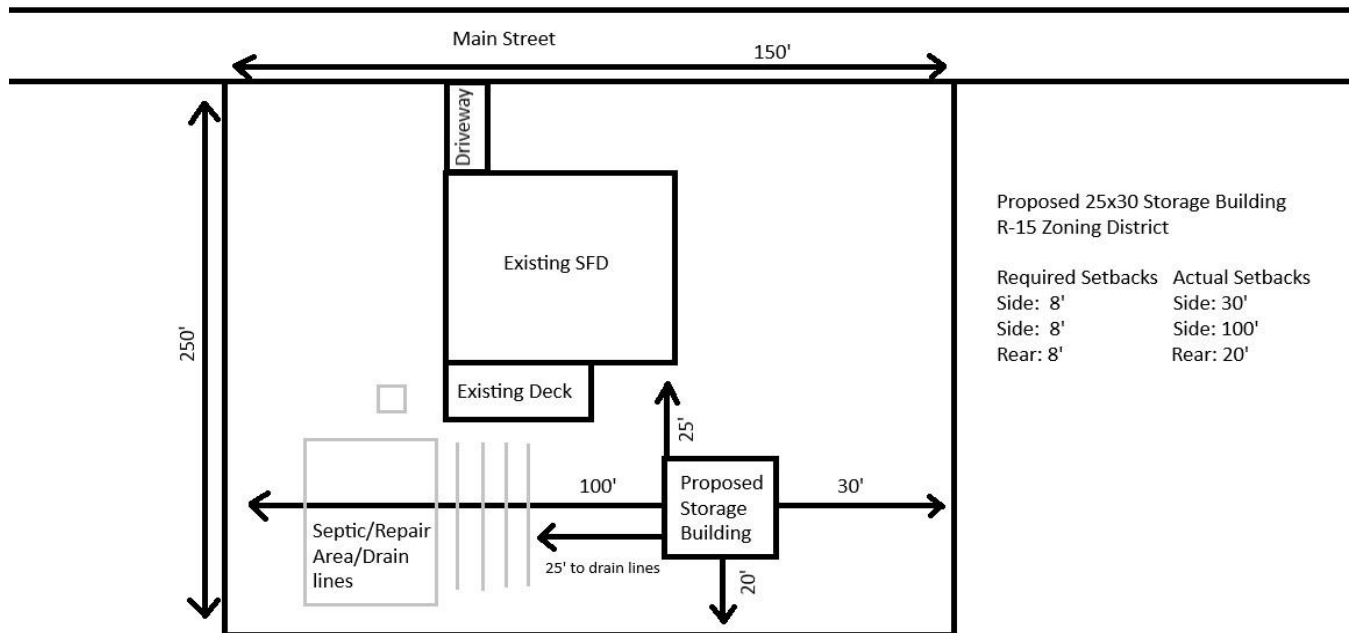 Main Street
150'
Driveway
250'
Existing SFD
Existing Deck
25'
100'
Proposed
Storage
Building
30'
Septic/Repair
Area/Drain
lines
25' to drain lines
20'
Proposed 25x30 Storage Building
R-15 Zoning District
Required Setbacks Actual Setbacks
Side: 8' Side: 30'
Side: 8' Side: 100'
Rear: 8' Rear: 20'